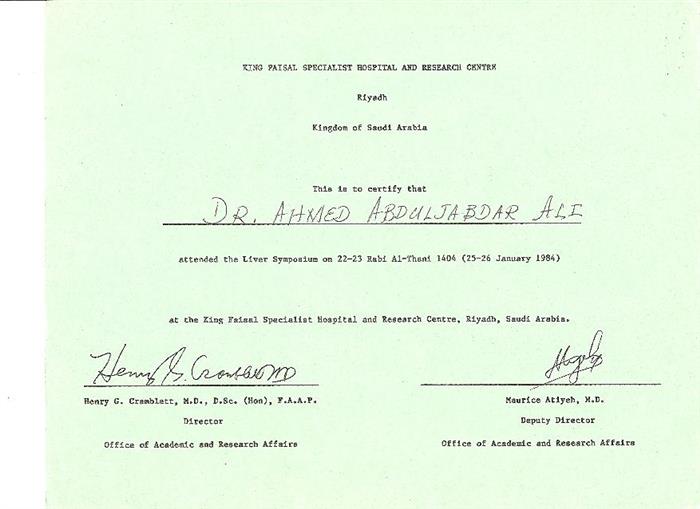 KING FAISAL SPECIALIST HOSPITAL AND RESEARCH CENTRE
Riyadh
Kingdom of Saudi Arabia
This is to certify that
DR. AHMED ABDULJABDAR ALI
attended the Liver Symposium on 22-23 Rabi Al-Thani 1404 (25-26 January 1984)
at the King Faisal Specialist Hospital and Research Centre, Riyadh, Saudi Arabia.
Henry G. Cramblett MD
Henry G. Cramblett, M.D., D.Sc. (Hon), F.A.A.P.
Director
Office of Academic and Research Affairs
Maurice Atiyeh, M.D.
Deputy Director
Office of Academic and Research Affairs